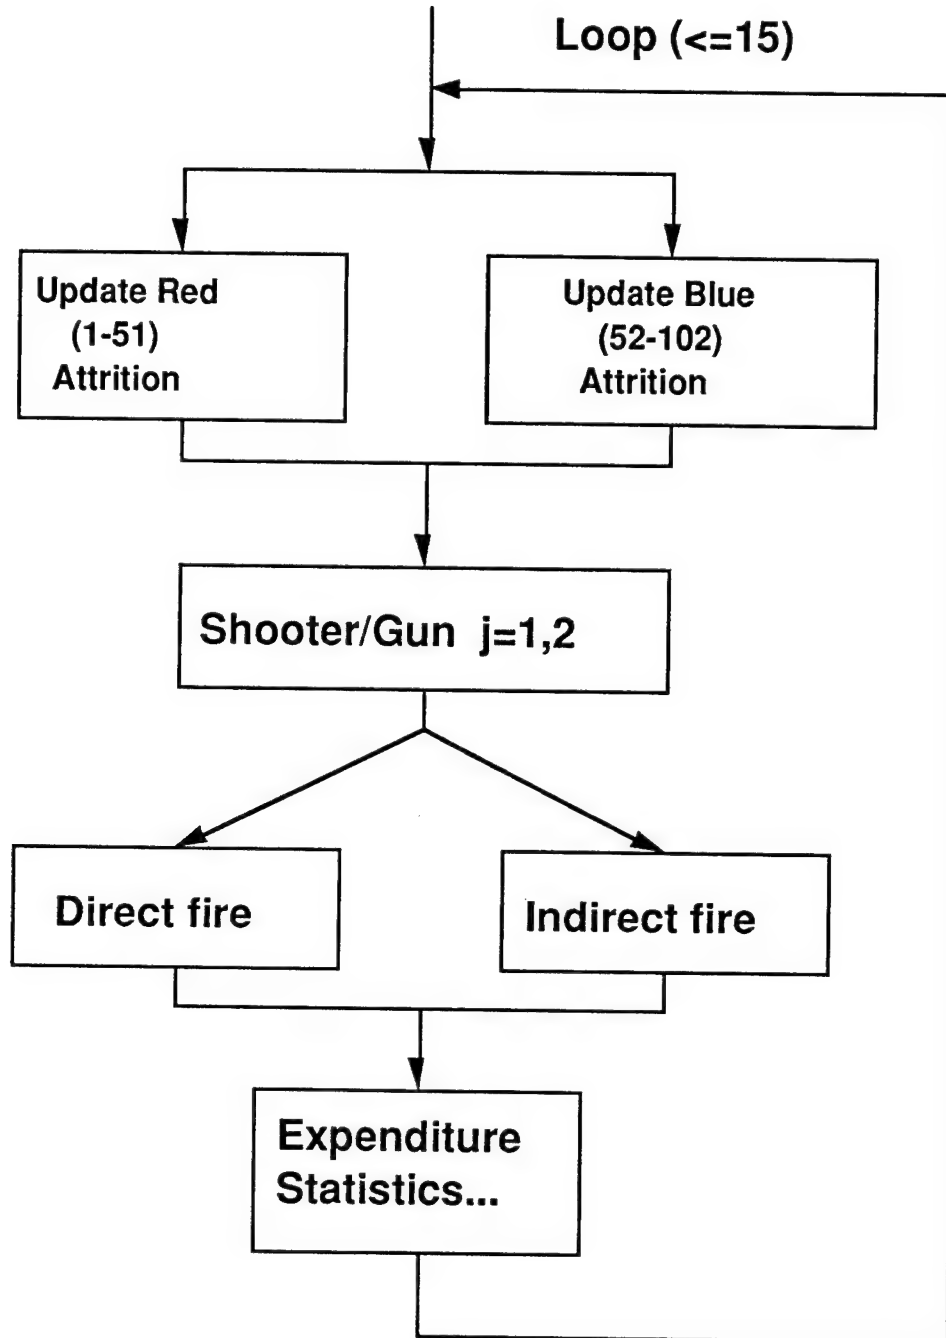 Loop (<=15)
Update Red
(1-51)
Attrition
Update Blue
(52-102)
Attrition
Shooter/Gun j=1,2
Direct fire
Indirect fire
Expenditure
Statistics...